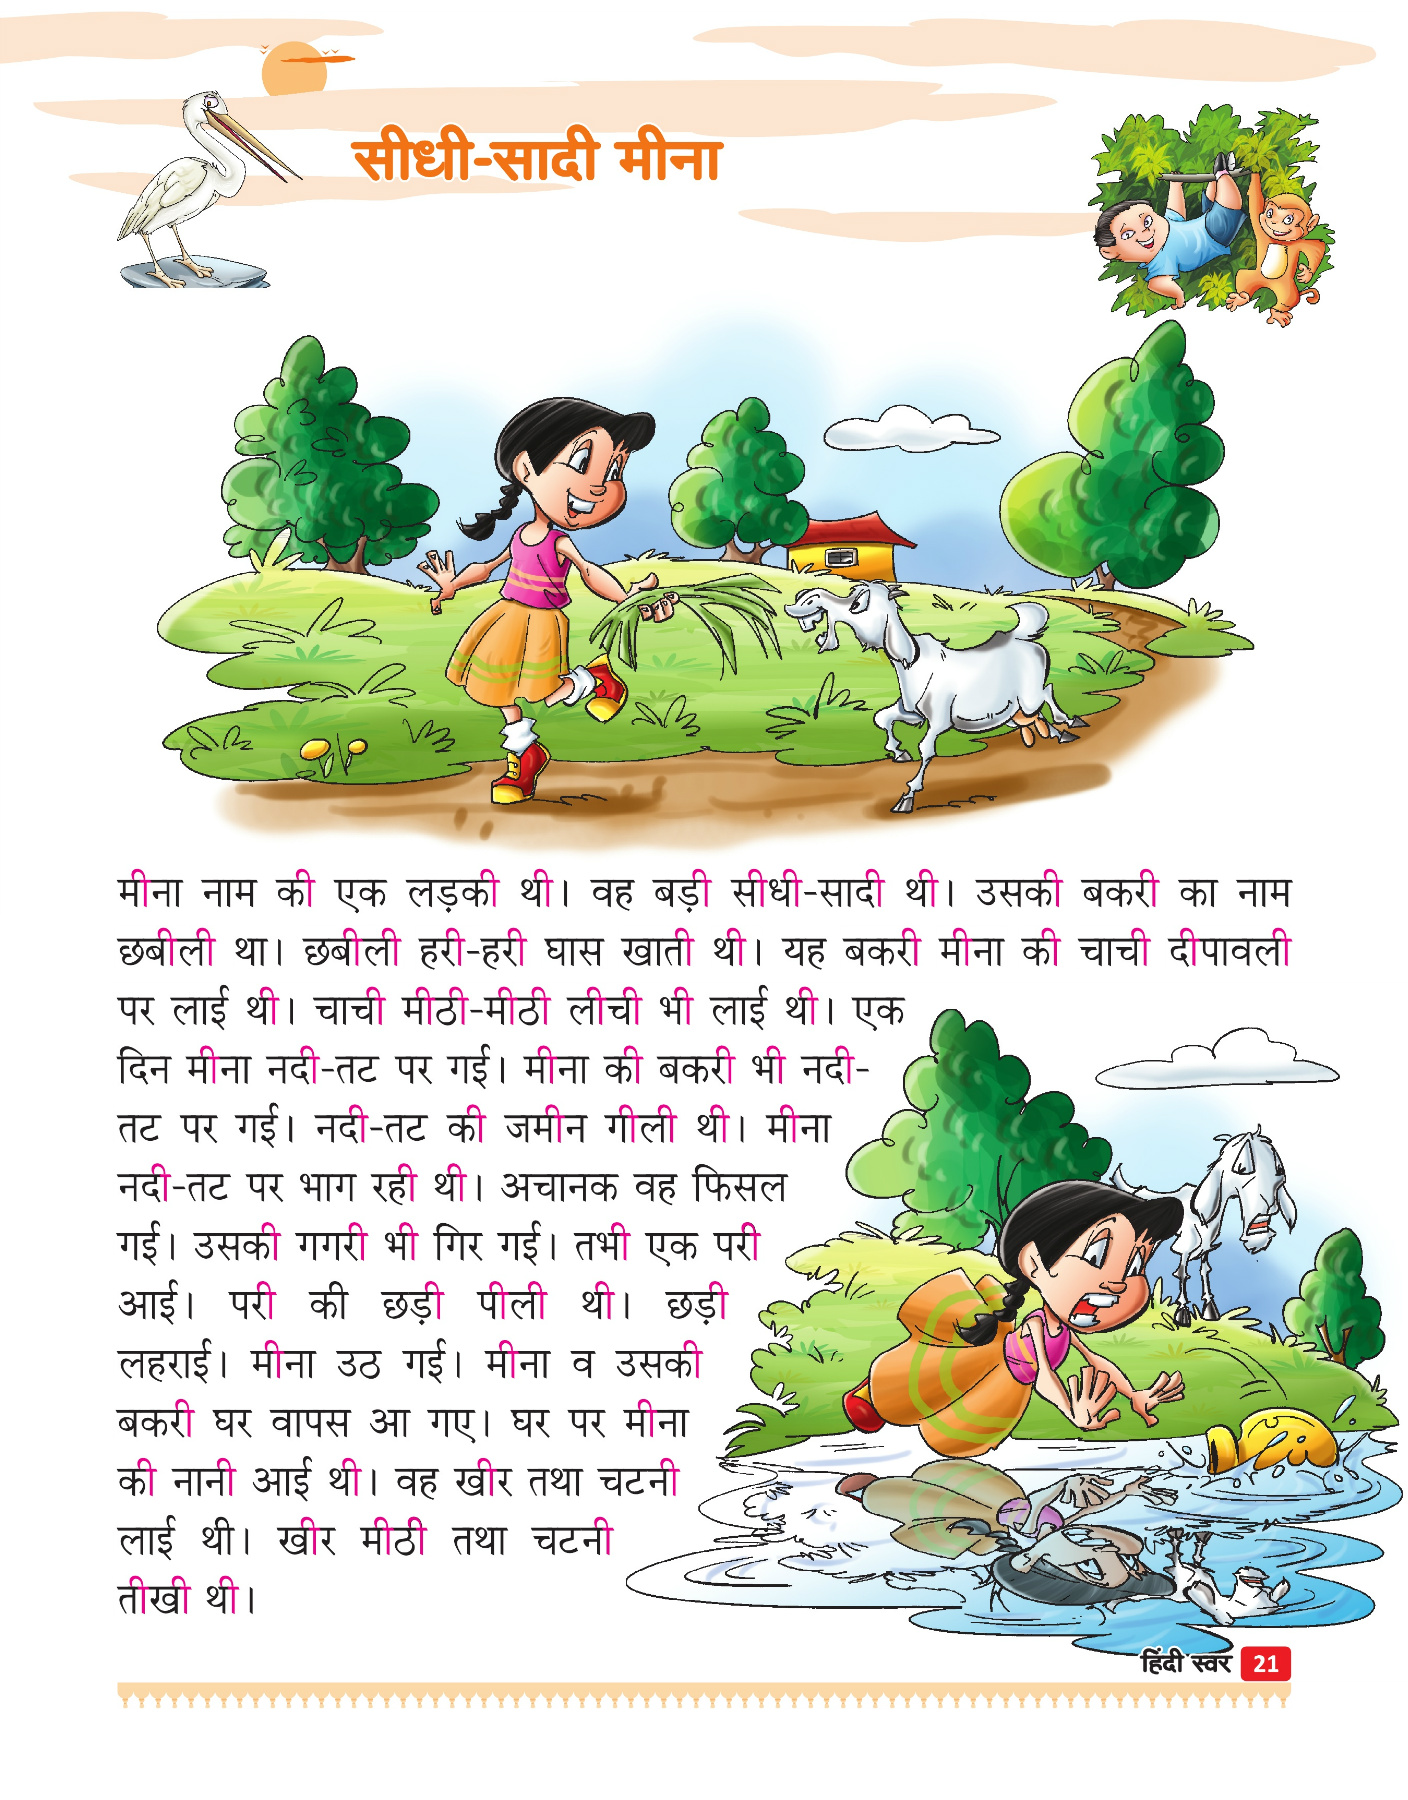 सीधी-सादी मीना
मीना नाम की एक लड़की थी। वह बड़ी सीधी-सादी थी। उसकी बकरी का नाम
छबीली था। छबीली हरी-हरी घास खाती थी। यह बकरी मीना की चाची दीपावली
पर लाई थी। चाची मीठी-मीठी लीची भी लाई थी। एक
दिन मीना नदी-तट पर गई। मीना की बकरी भी नदी-
तट पर गई। नदी-तट की जमीन गीली थी। मीना
नदी-तट पर भाग रही थी। अचानक वह फिसल
गई। उसकी गगरी भी गिर गई। तभी एक परी
आई। परी की छड़ी पीली थी। छड़ी
लहराई। मीना उठ गई। मीना व उसकी
बकरी घर वापस आ गए। घर पर मीना
की नानी आई थी। वह खीर तथा चटनी
लाई थी। खीर मीठी तथा चटनी
तीखी थी।
हिंदी स्वर 21